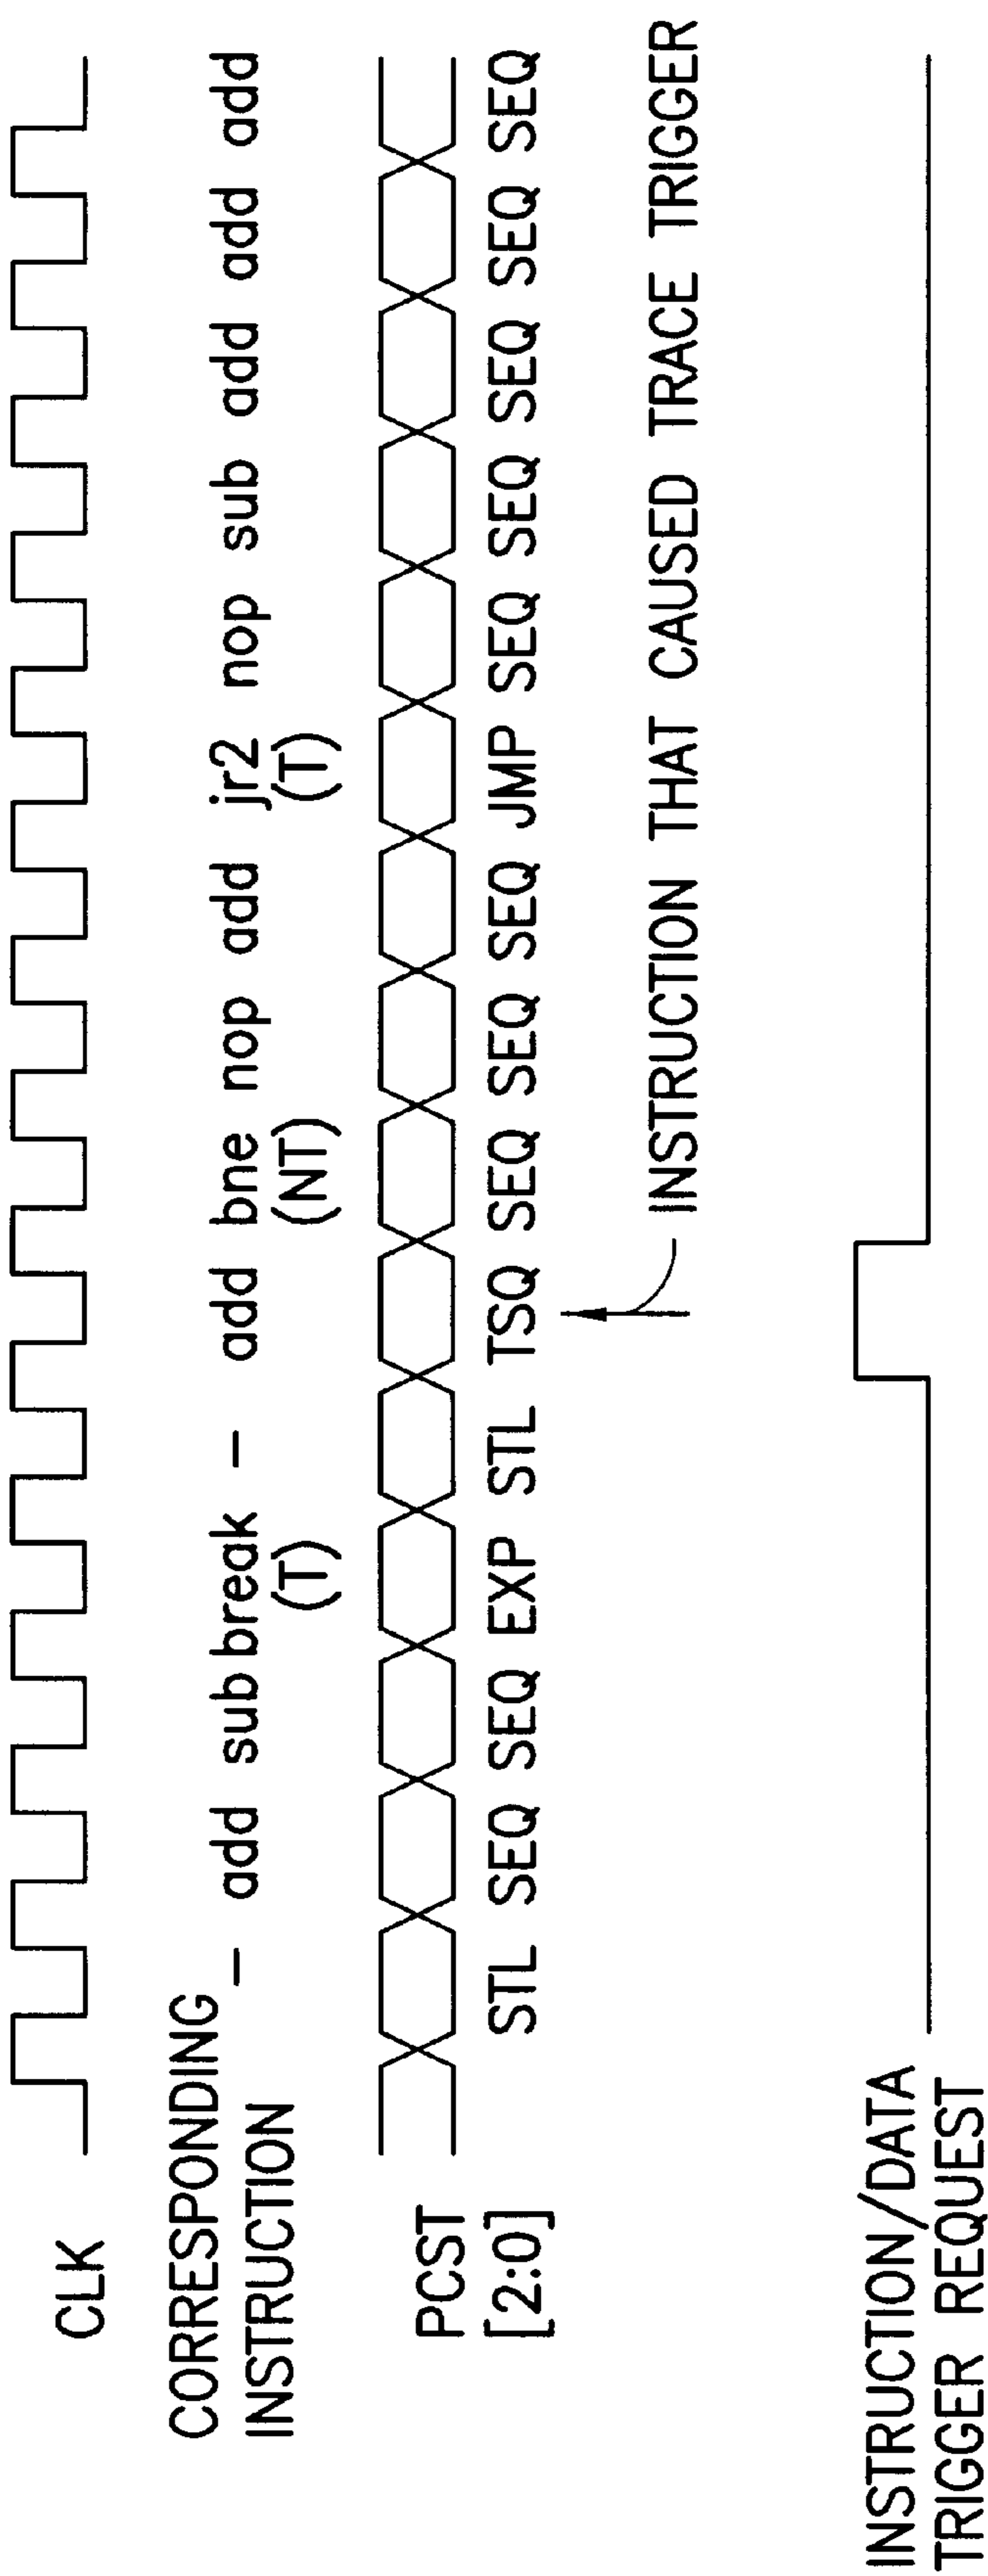 CLK
CORRESPONDING
INSTRUCTION
– add sub break – add bne nop add jr2 nop sub add add add
(T) (NT) (T)
PCST
[2:0]
STL SEQ SEQ EXP STL TSQ SEQ SEQ SEQ JMP SEQ SEQ SEQ SEQ SEQ
INSTRUCTION THAT CAUSED TRACE TRIGGER
INSTRUCTION/DATA
TRIGGER REQUEST